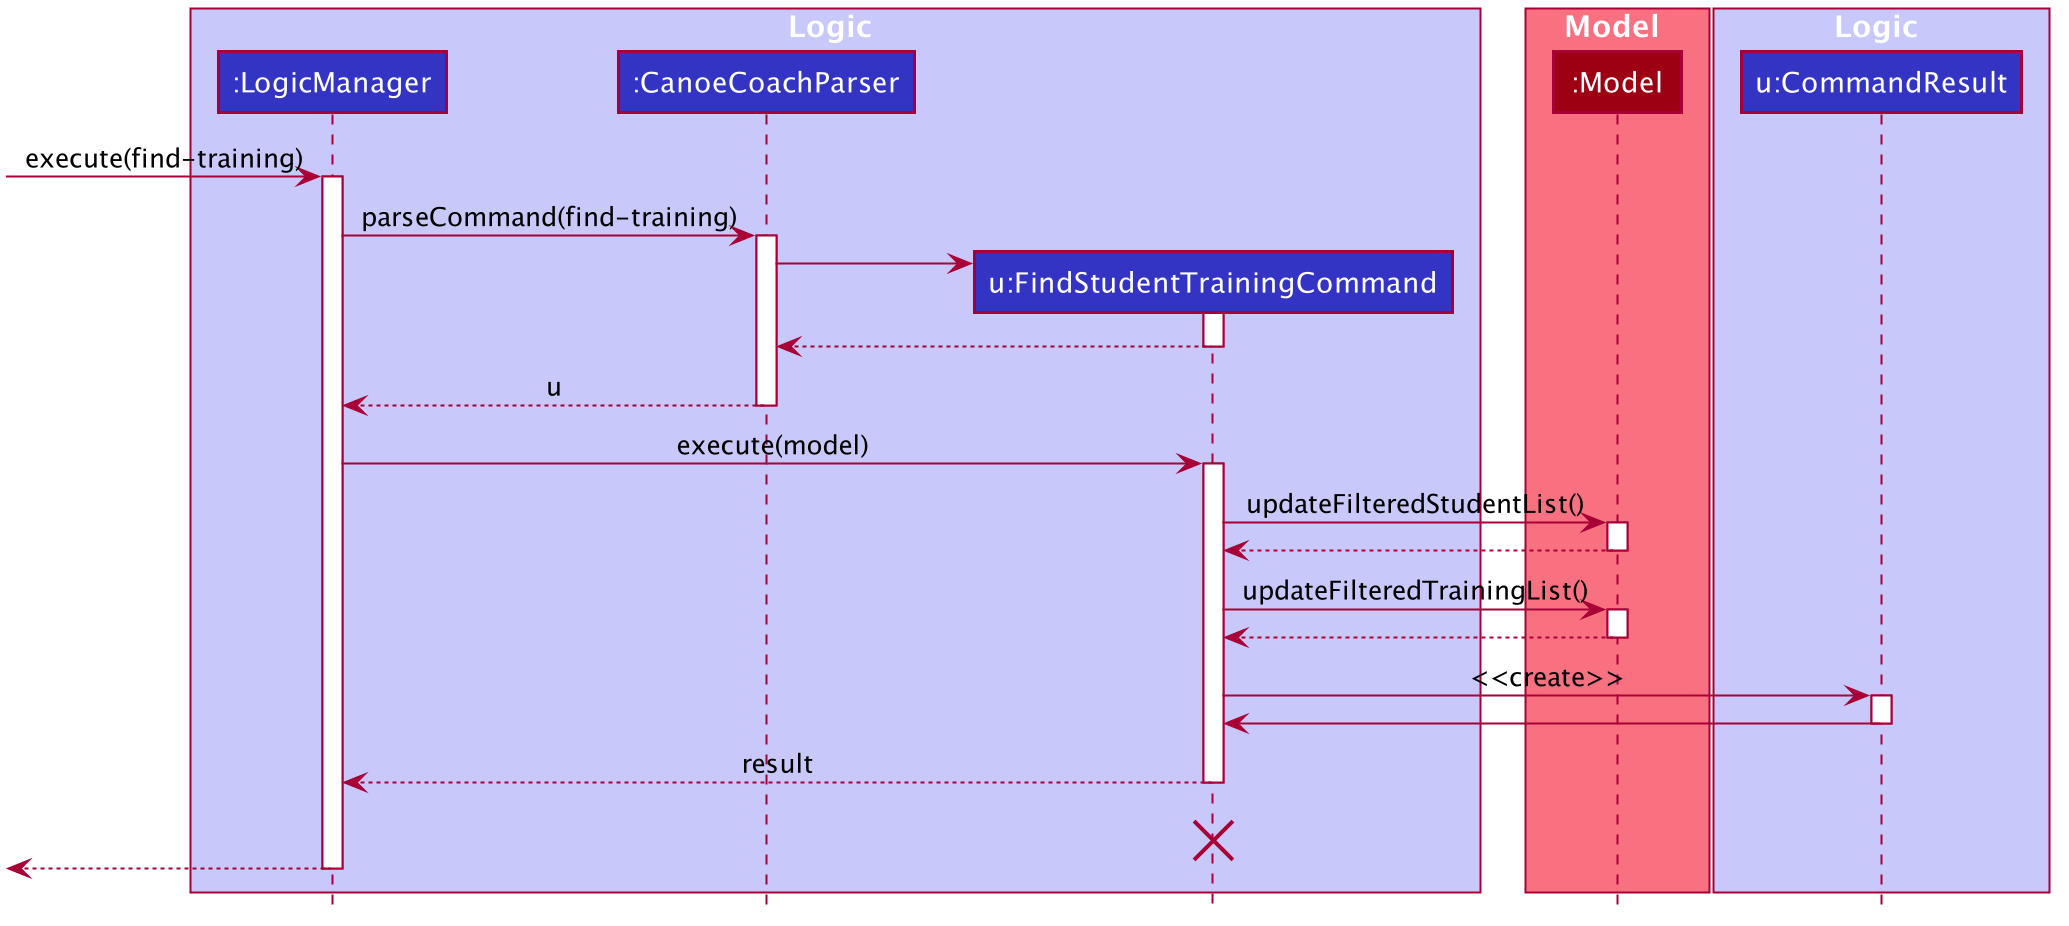 Logic
Model
Logic
:LogicManager
:CanoeCoachParser
:Model
u:CommandResult
execute(find-training)
parseCommand(find-training)
u:FindStudentTrainingCommand
u
execute(model)
updateFilteredStudentList()
updateFilteredTrainingList()
<<create>>
result